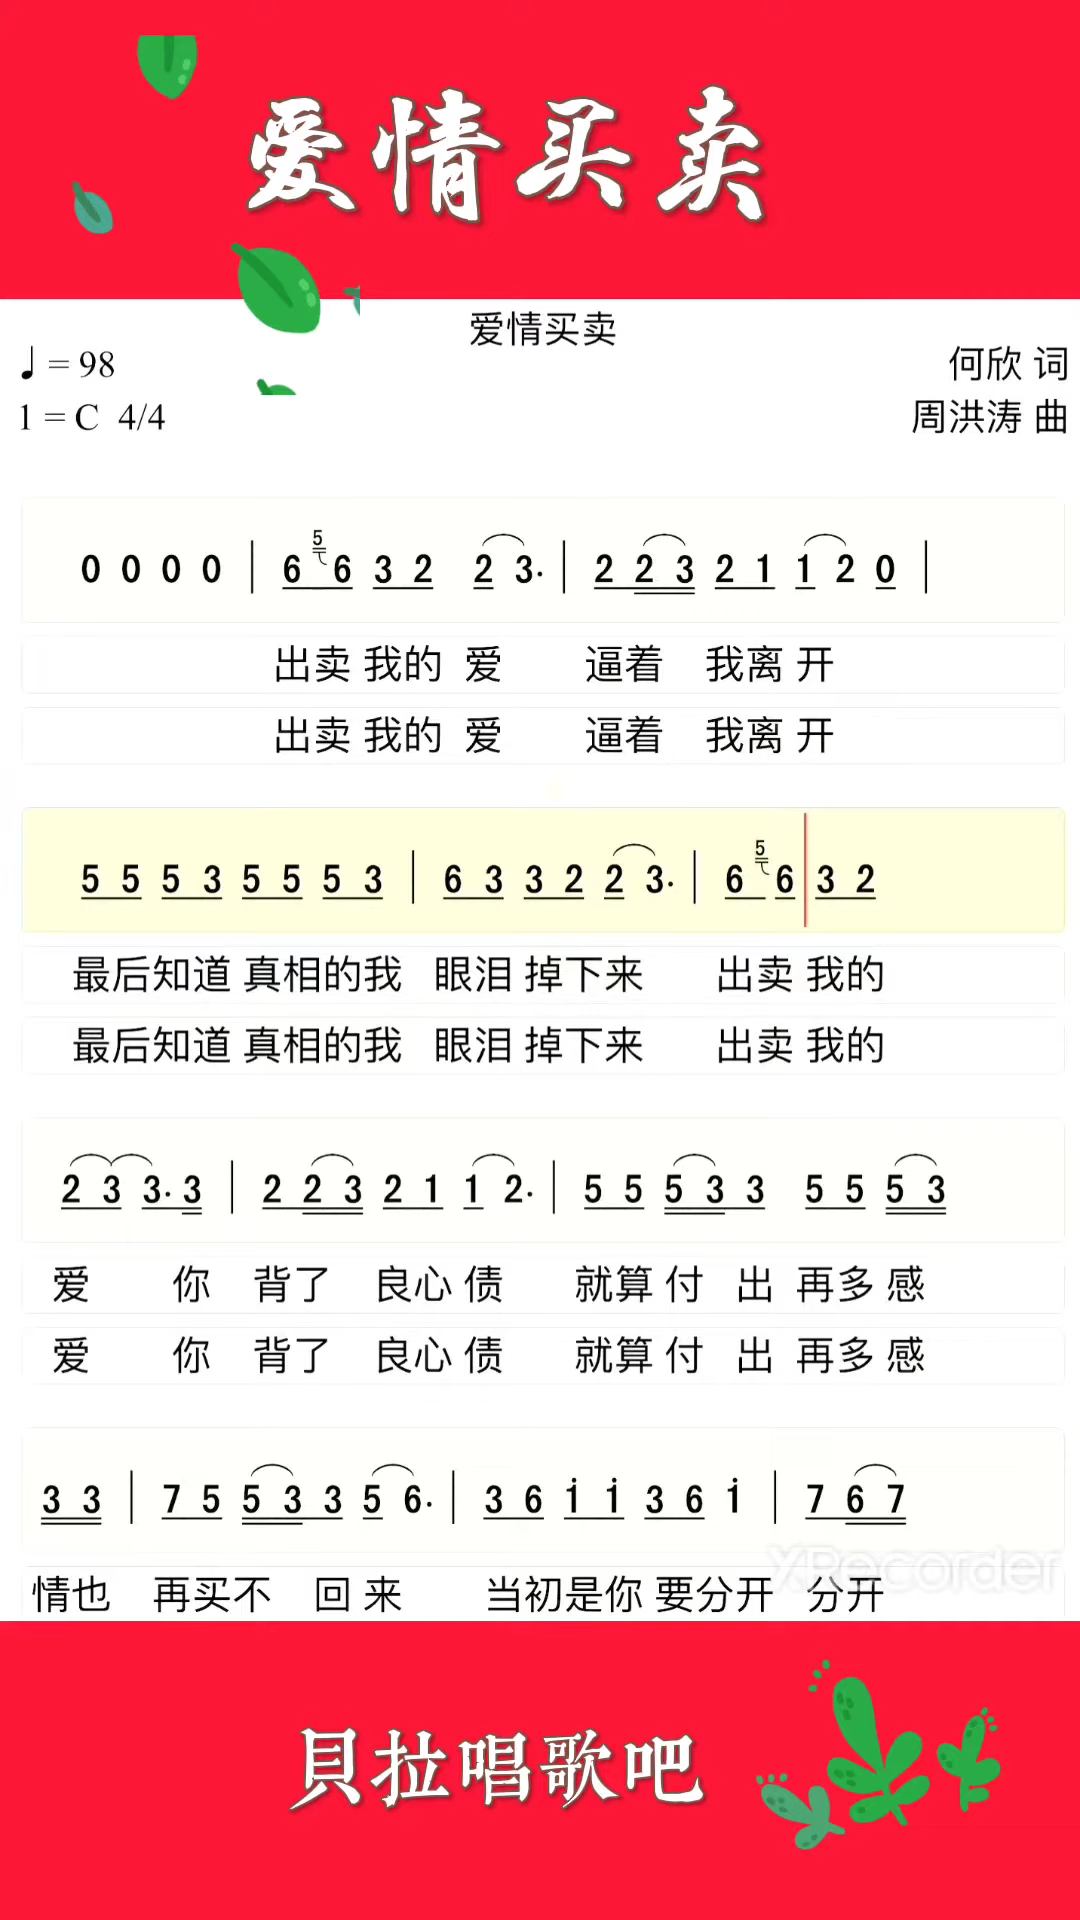 爱情买卖
爱情买卖
♩= 98
何欣 词
1 = C 4/4
周洪涛 曲
0 0 0 0 | 6 5 6 3 2 2 3· | 2 2 3 2 1 1 2 0 |
出卖 我的 爱 逼着 我离 开
出卖 我的 爱 逼着 我离 开
5 5 5 3 5 5 5 3 | 6 3 3 2 2 3· | 6 5 6 3 2
最后知道 真相的我 眼泪 掉下来 出卖 我的
最后知道 真相的我 眼泪 掉下来 出卖 我的
2 3 3· 3 | 2 2 3 2 1 1 2· | 5 5 5 3 3 5 5 5 3
爱 你 背了 良心 债 就算 付 出 再多 感
爱 你 背了 良心 债 就算 付 出 再多 感
3 3 | 7 5 5 3 3 5 6· | 3 6 i i 3 6 i | 7 6 7
情也 再买不 回 来 当初是你 要分开 分开
XRecorder
貝拉唱歌吧